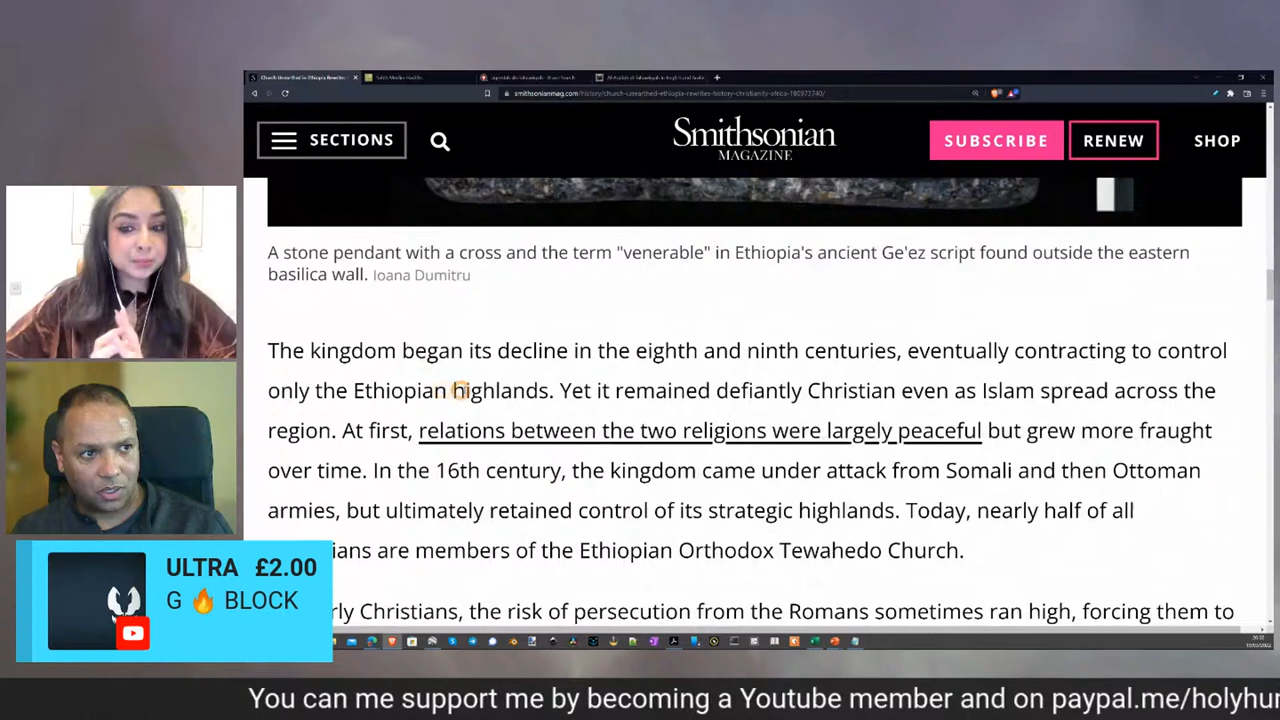 Church Unearthed in Ethiopia Rewrites
smithsonianmag.com/history/church-unearthed-ethiopia-rewrites-history-christianity-africa-180973740/
SECTIONS
Smithsonian
MAGAZINE
SUBSCRIBE
RENEW
SHOP
A stone pendant with a cross and the term "venerable" in Ethiopia's ancient Ge'ez script found outside the eastern
basilica wall. Ioana Dumitru
The kingdom began its decline in the eighth and ninth centuries, eventually contracting to control
only the Ethiopian highlands. Yet it remained defiantly Christian even as Islam spread across the
region. At first, relations between the two religions were largely peaceful but grew more fraught
over time. In the 16th century, the kingdom came under attack from Somali and then Ottoman
armies, but ultimately retained control of its strategic highlands. Today, nearly half of all
ians are members of the Ethiopian Orthodox Tewahedo Church.
rly Christians, the risk of persecution from the Romans sometimes ran high, forcing them to
ULTRA £2.00
G 🔥 BLOCK
You can me support me by becoming a Youtube member and on paypal.me/holyhu